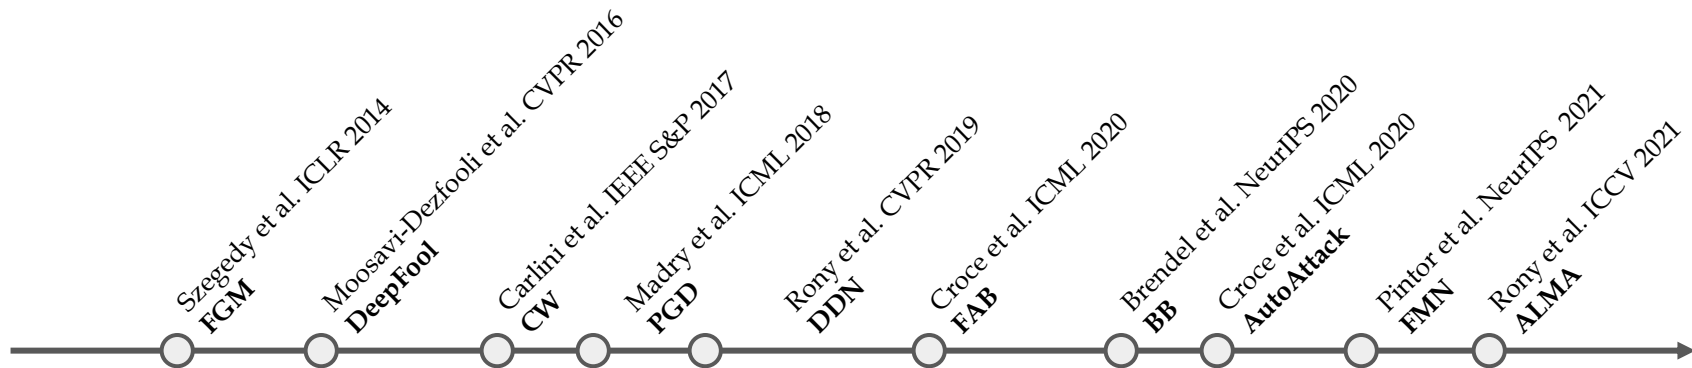 Szegedy et al. ICLR 2014
FGM
Moosavi-Dezfooli et al. CVPR 2016
DeepFool
Carlini et al. IEEE S&P 2017
CW
Madry et al. ICML 2018
PGD
Rony et al. CVPR 2019
DDN
Croce et al. ICML 2020
FAB
Brendel et al. NeurIPS 2020
BB
Croce et al. ICML 2020
AutoAttack
Pintor et al. NeurIPS 2021
FMN
Rony et al. ICCV 2021
ALMA